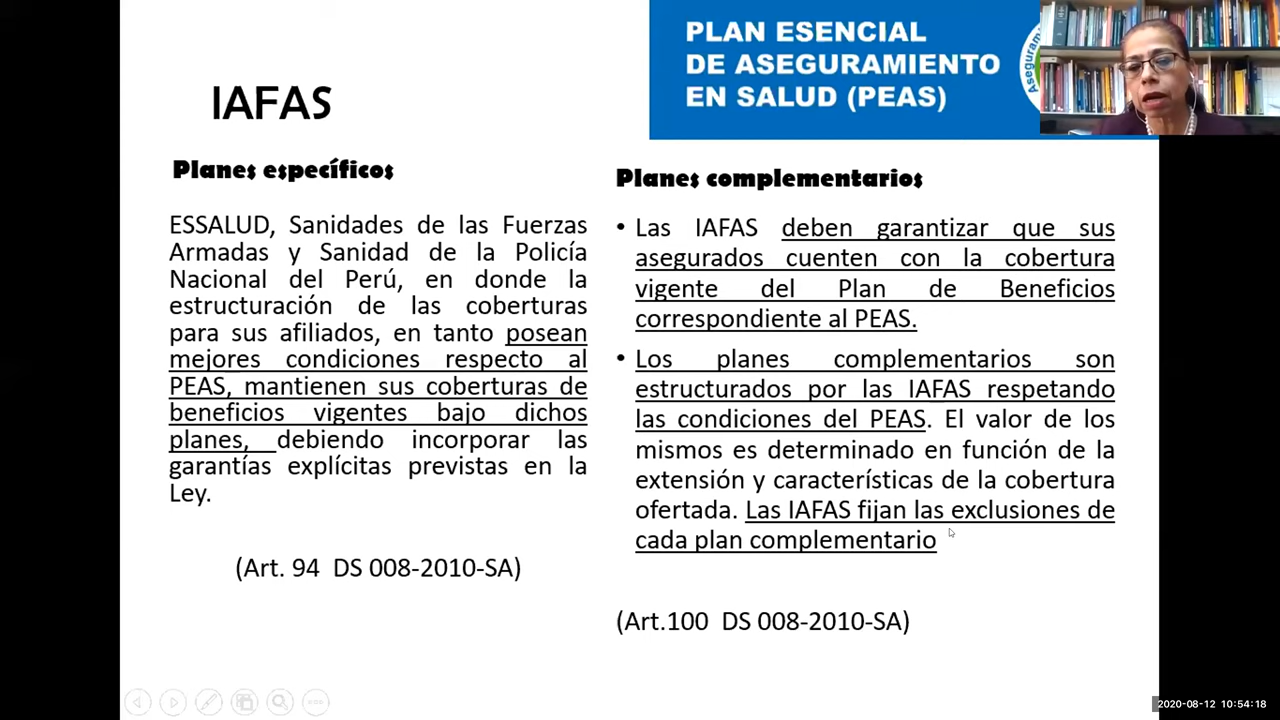 PLAN ESENCIAL
DE ASEGURAMIENTO
EN SALUD (PEAS)
IAFAS
Planes específicos
ESSALUD, Sanidades de las Fuerzas
Armadas y Sanidad de la Policía
Nacional del Perú, en donde la
estructuración de las coberturas
para sus afiliados, en tanto posean
mejores condiciones respecto al
PEAS, mantienen sus coberturas de
beneficios vigentes bajo dichos
planes, debiendo incorporar las
garantías explícitas previstas en la
Ley.
(Art. 94 DS 008-2010-SA)
Planes complementarios
• Las IAFAS deben garantizar que sus
asegurados cuenten con la cobertura
vigente del Plan de Beneficios
correspondiente al PEAS.
• Los planes complementarios son
estructurados por las IAFAS respetando
las condiciones del PEAS. El valor de los
mismos es determinado en función de la
extensión y características de la cobertura
ofertada. Las IAFAS fijan las exclusiones de
cada plan complementario
(Art.100 DS 008-2010-SA)
2020-08-12 10:54:18